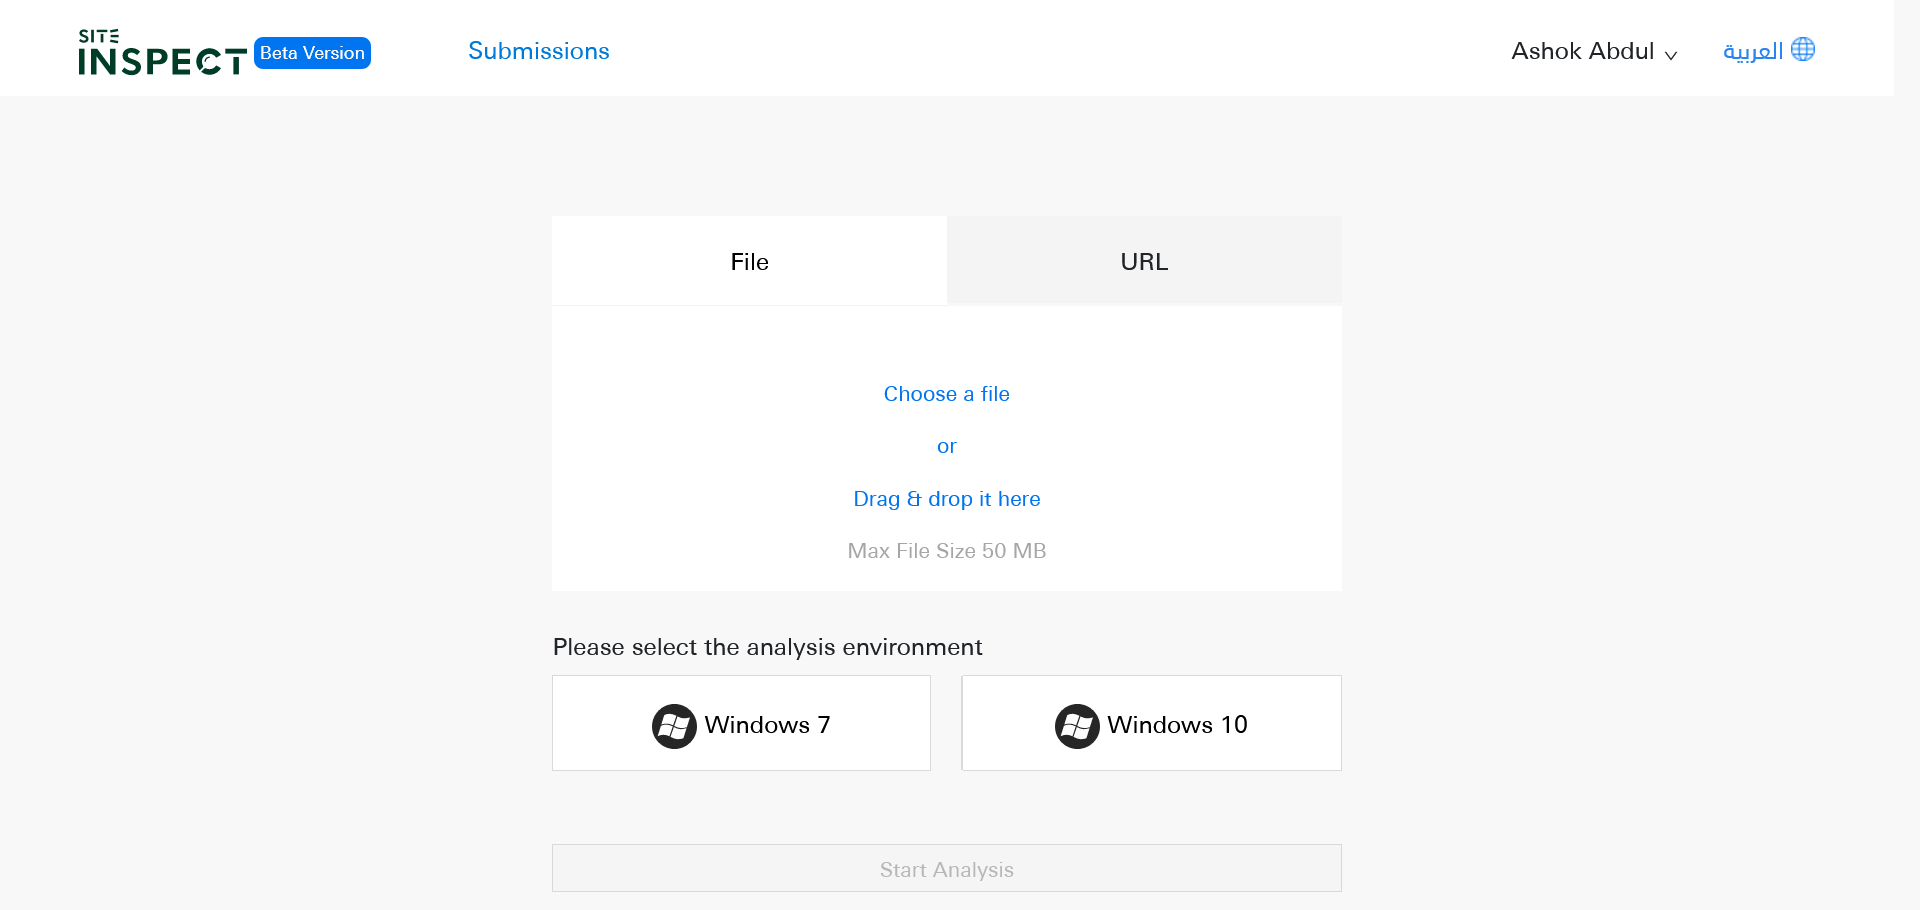 SITE
INSPECT Beta Version
Submissions
Ashok Abdul
العربية
File
URL
Choose a file
or
Drag & drop it here
Max File Size 50 MB
Please select the analysis environment
Windows 7
Windows 10
Start Analysis